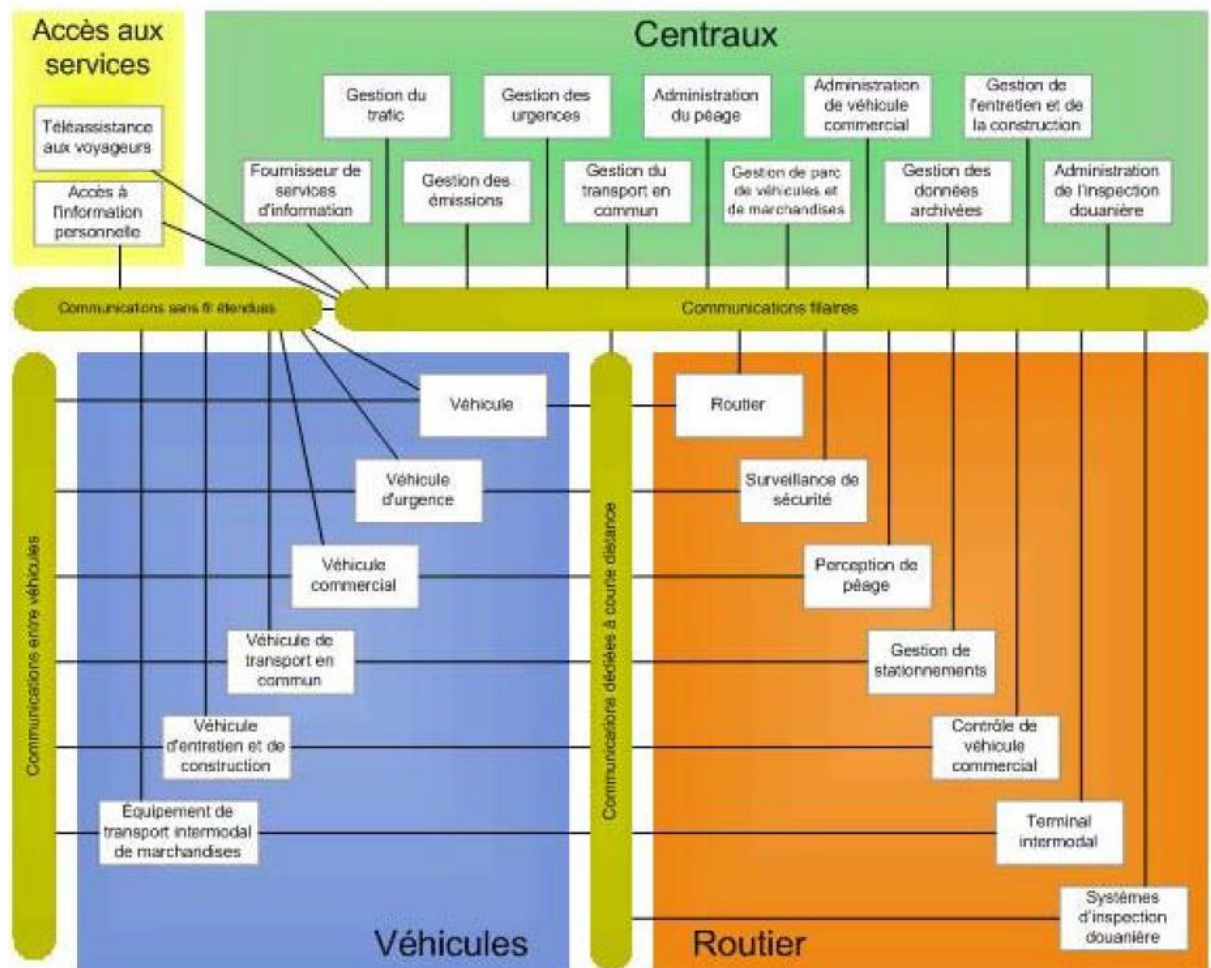 Accès aux
services
Centraux
Téléassistance
aux voyageurs
Accès à
l'information
personnelle
Gestion du
trafic
Gestion des
urgences
Administration
du péage
Administration
de véhicule
commercial
Gestion de
l'entretien et de
la construction
Fournisseur de
services
d'information
Gestion des
émissions
Gestion du
transport en
commun
Gestion de parc
de véhicules et
de marchandises
Gestion des
données
archivées
Administration
de l'inspection
douanière
Communications sans fil étendues
Communications filaires
Communications entre véhicules
Véhicule
Véhicule
d'urgence
Véhicule
commercial
Véhicule de
transport en
commun
Véhicule
d'entretien et de
construction
Équipement de
transport intermodal
de marchandises
Véhicules
Communications dédiées à courte distance
Routier
Surveillance de
sécurité
Perception de
péage
Gestion de
stationnements
Contrôle de
véhicule
commercial
Terminal
intermodal
Systèmes
d'inspection
douanière
Routier